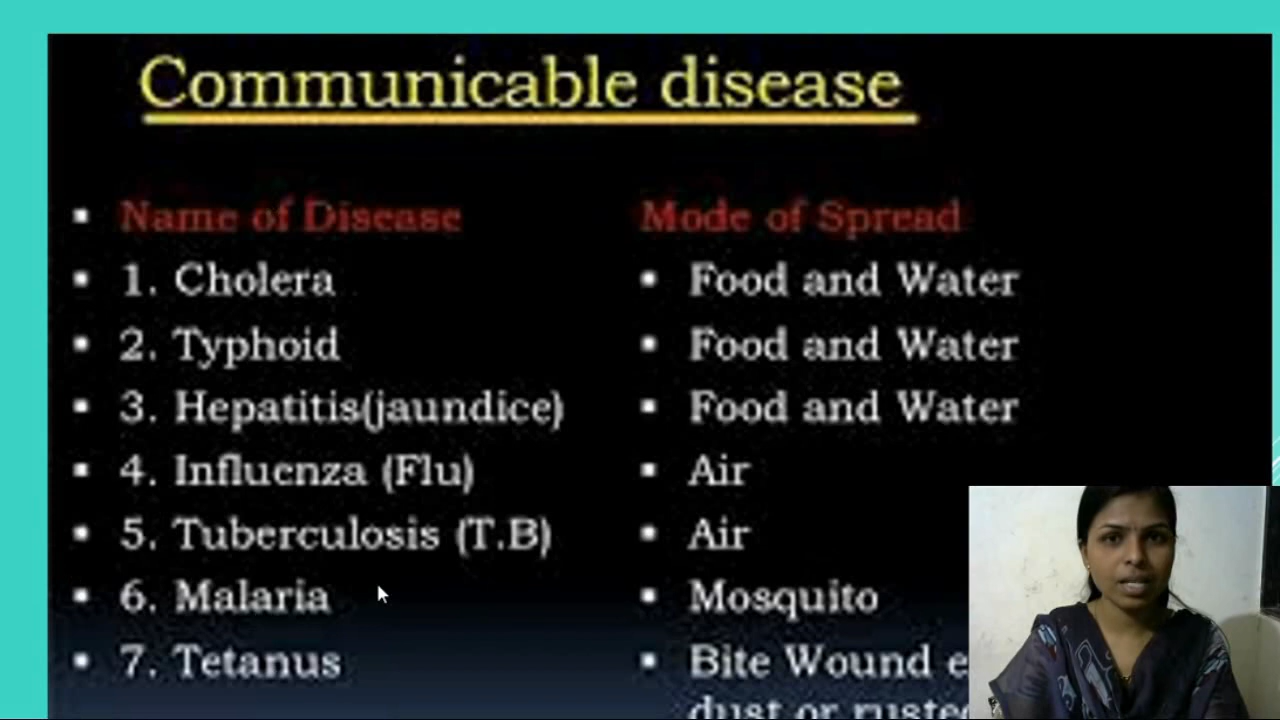 Communicable disease
Name of Disease Mode of Spread
1. Cholera Food and Water
2. Typhoid Food and Water
3. Hepatitis(jaundice) Food and Water
4. Influenza (Flu) Air
5. Tuberculosis (T.B) Air
6. Malaria Mosquito
7. Tetanus Bite Wound
dust or